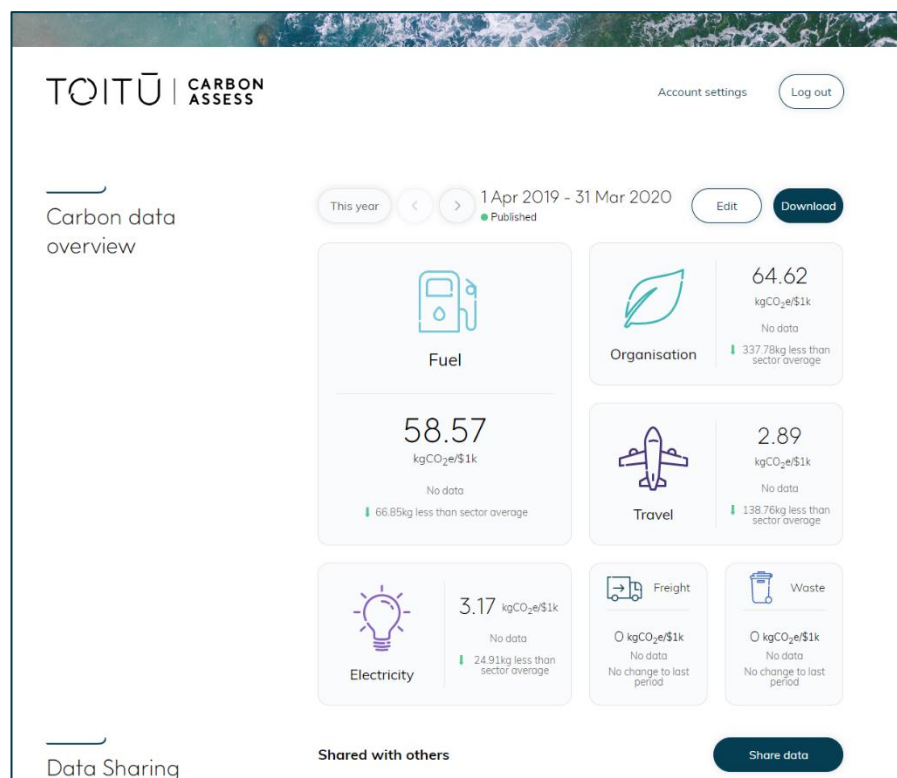 TOITŪ | CARBON ASSESS
Account settings
Log out
Carbon data
overview
This year
1 Apr 2019 - 31 Mar 2020
Published
Edit
Download
Fuel
58.57
kgCO₂e/$1k
No data
66.85kg less than sector average
Organisation
64.62
kgCO₂e/$1k
No data
337.78kg less than
sector average
Travel
2.89
kgCO₂e/$1k
No data
138.76kg less than
sector average
Electricity
3.17 kgCO₂e/$1k
No data
24.91kg less than
sector average
Freight
0 kgCO₂e/$1k
No data
No change to last
period
Waste
0 kgCO₂e/$1k
No data
No change to last
period
Data Sharing
Shared with others
Share data